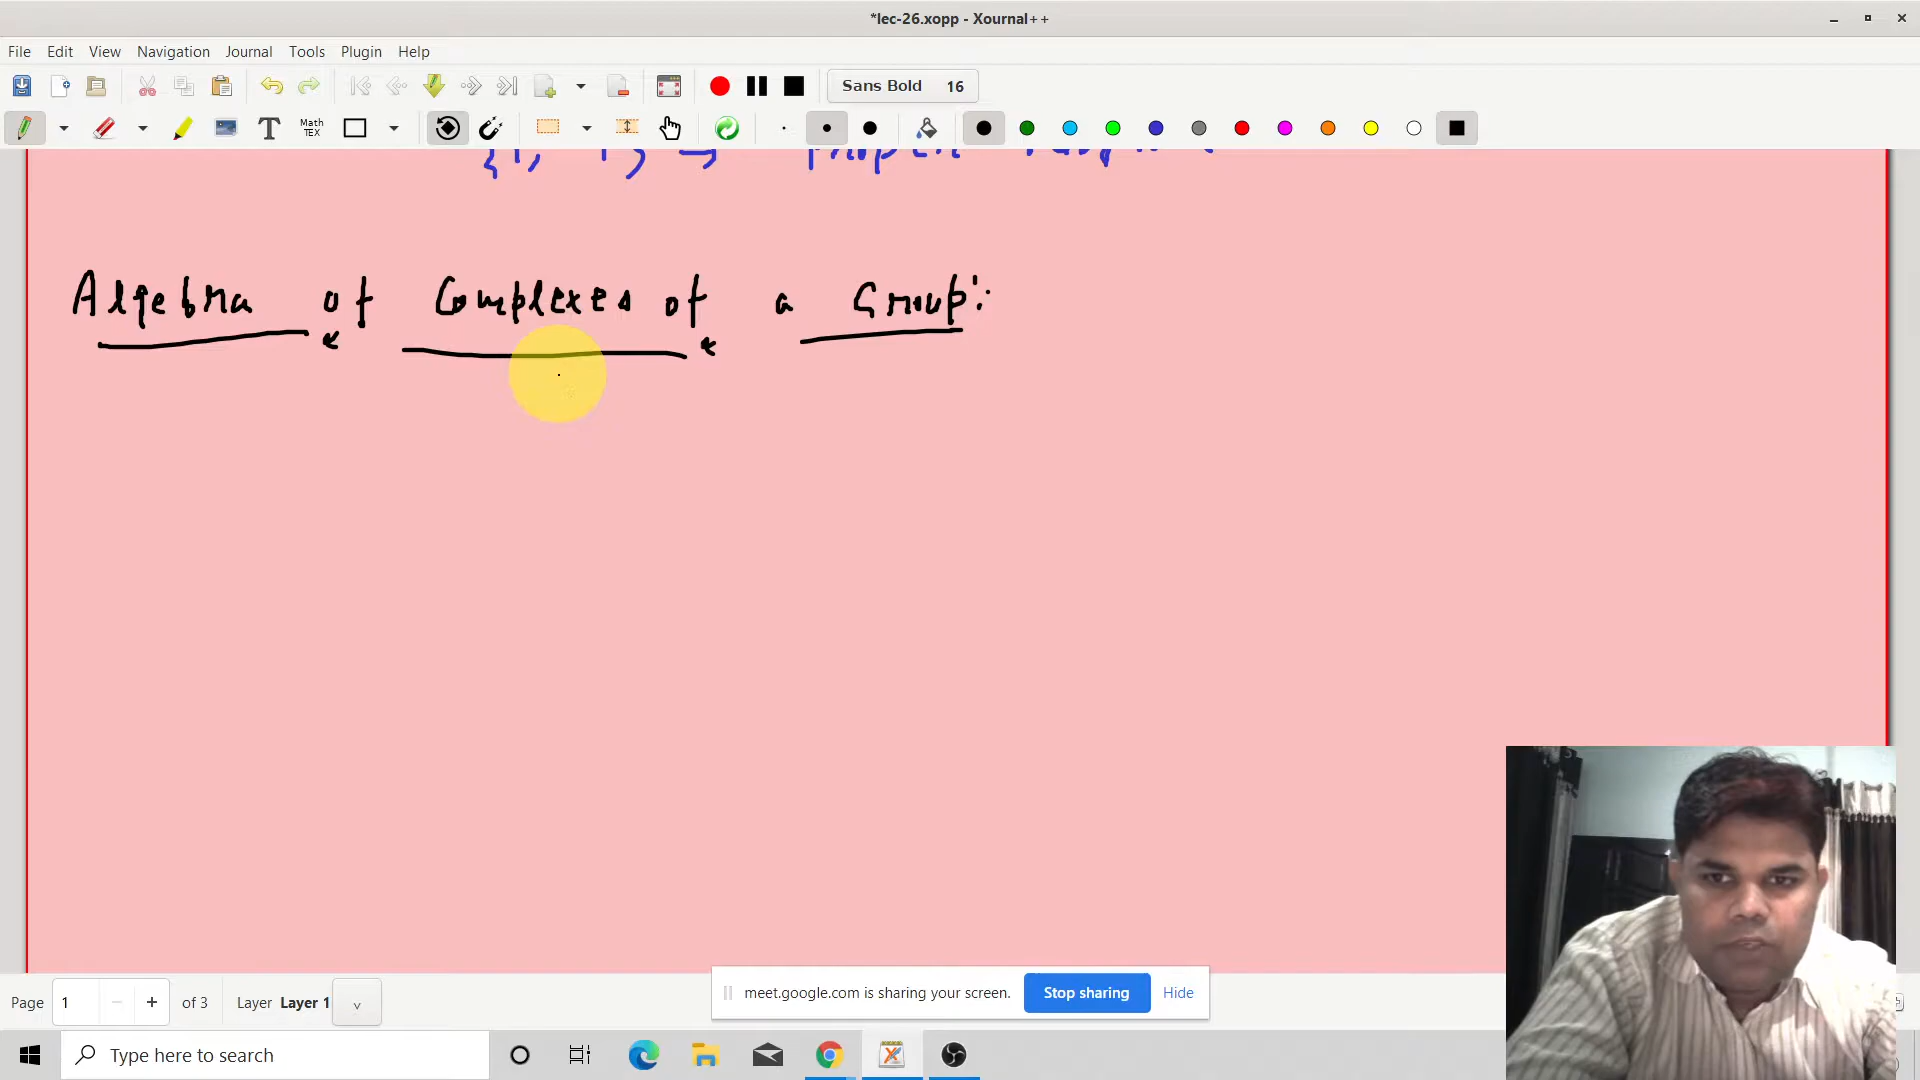 *lec-26.xopp - Xournal++
File Edit View Navigation Journal Tools Plugin Help
Sans Bold 16
Math
TEX
Algebra of Complexes of a Group:
Page 1 of 3 Layer Layer 1
meet.google.com is sharing your screen. Stop sharing Hide
Type here to search